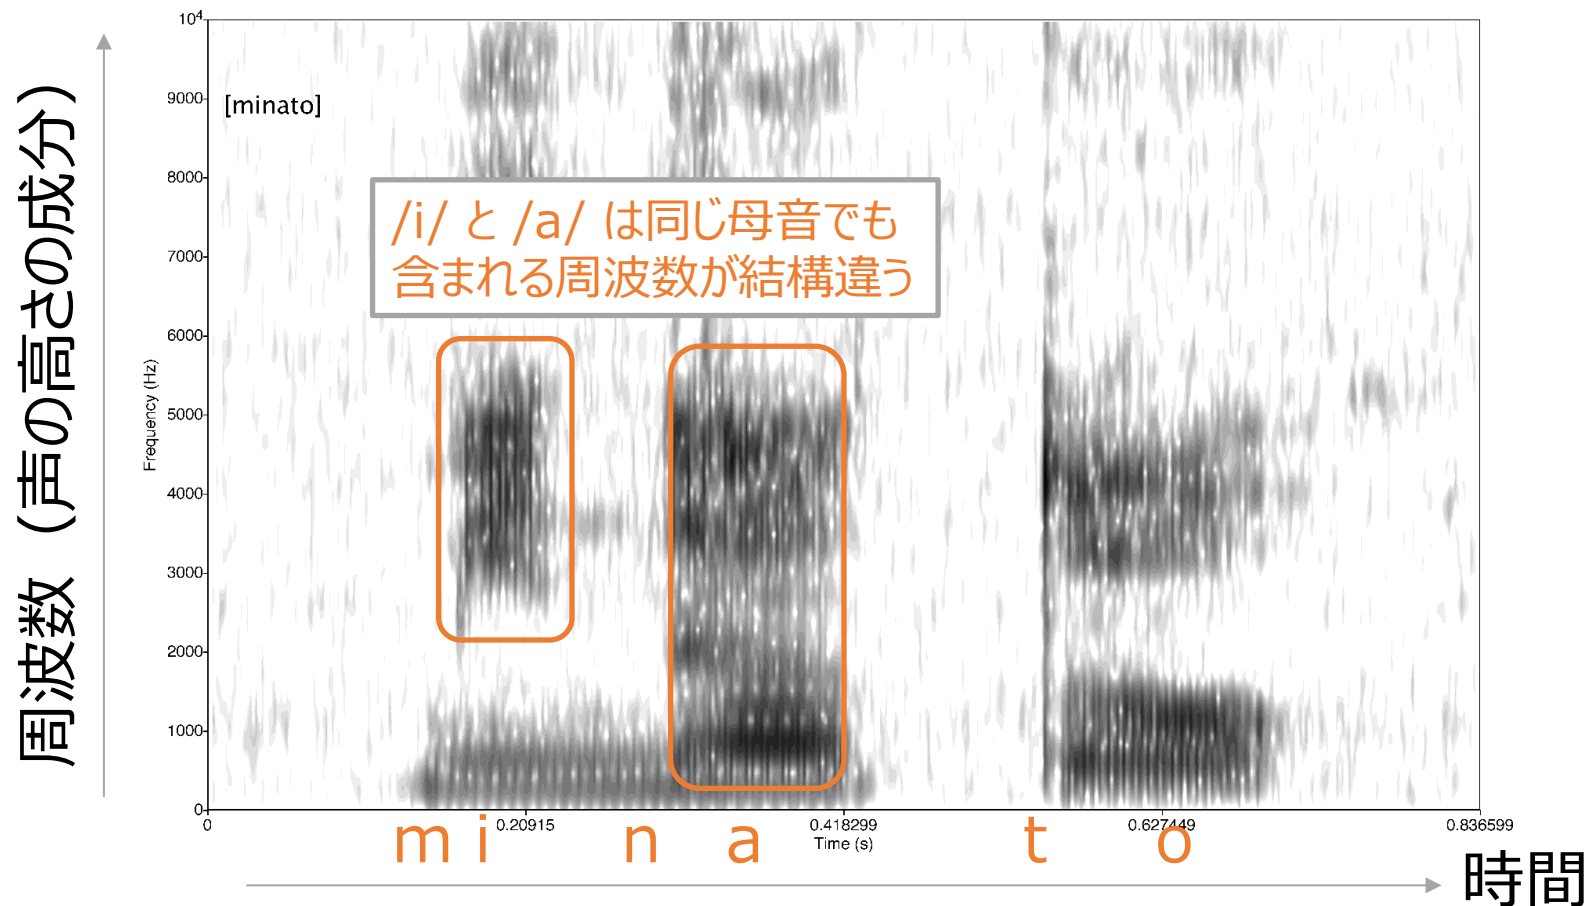 周波数（声の高さの成分）
Frequency (Hz)
10⁴
9000
8000
7000
6000
5000
4000
3000
2000
1000
0
[minato]
/i/ と /a/ は同じ母音でも
含まれる周波数が結構違う
0 0.20915 0.418299 0.627449 0.836599
Time (s)
m i n a t o
時間